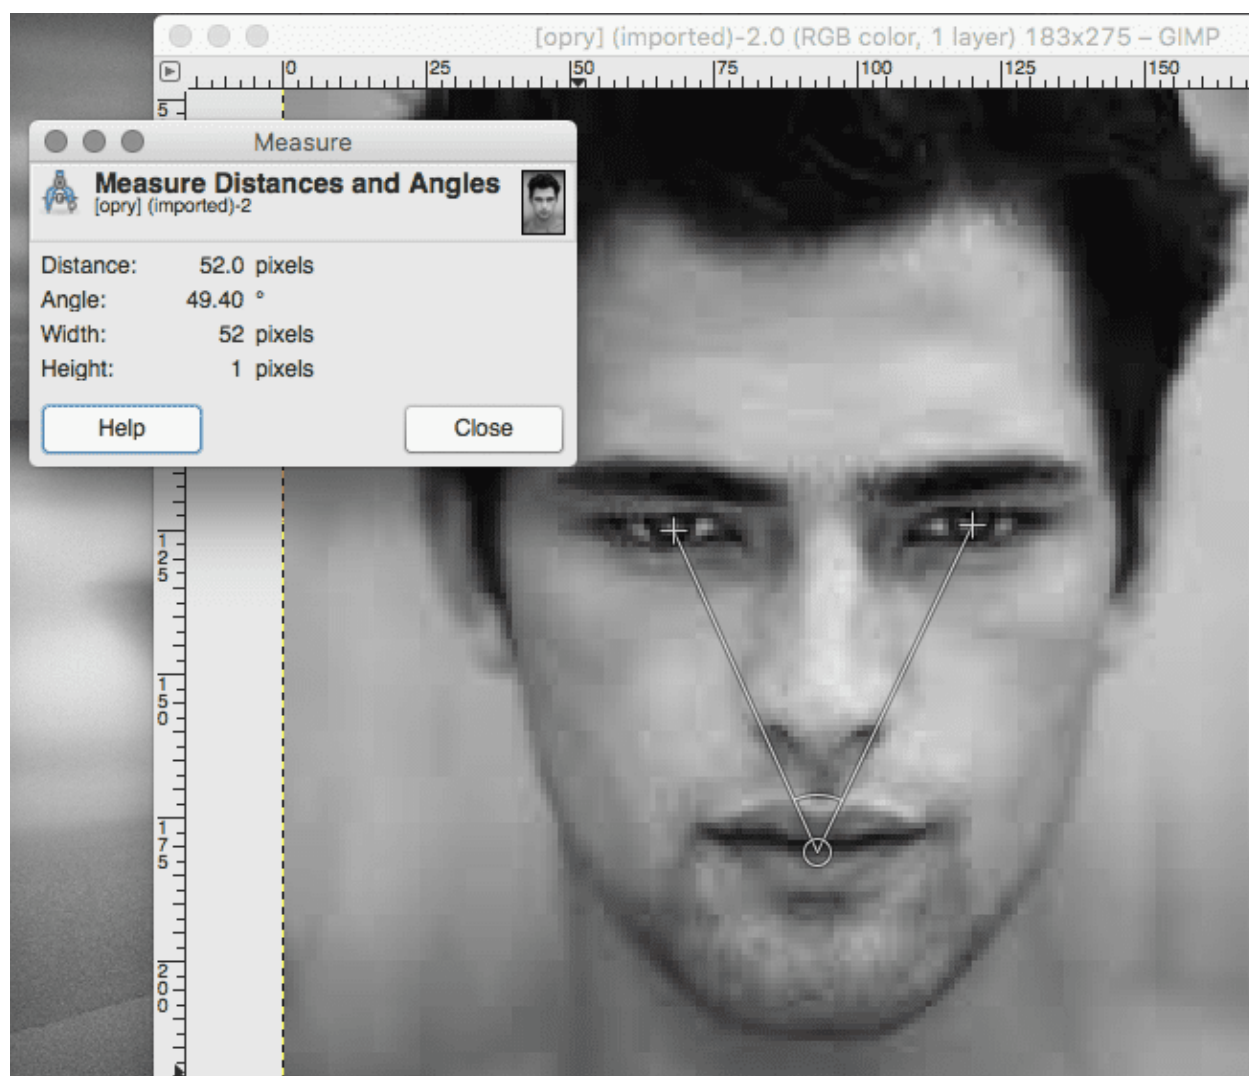 [opry] (imported)-2.0 (RGB color, 1 layer) 183x275 – GIMP
0 25 50 75 100 125 150
5
Measure
Measure Distances and Angles
[opry] (imported)-2
Distance: 52.0 pixels
Angle: 49.40 °
Width: 52 pixels
Height: 1 pixels
Help Close
125
150
175
200